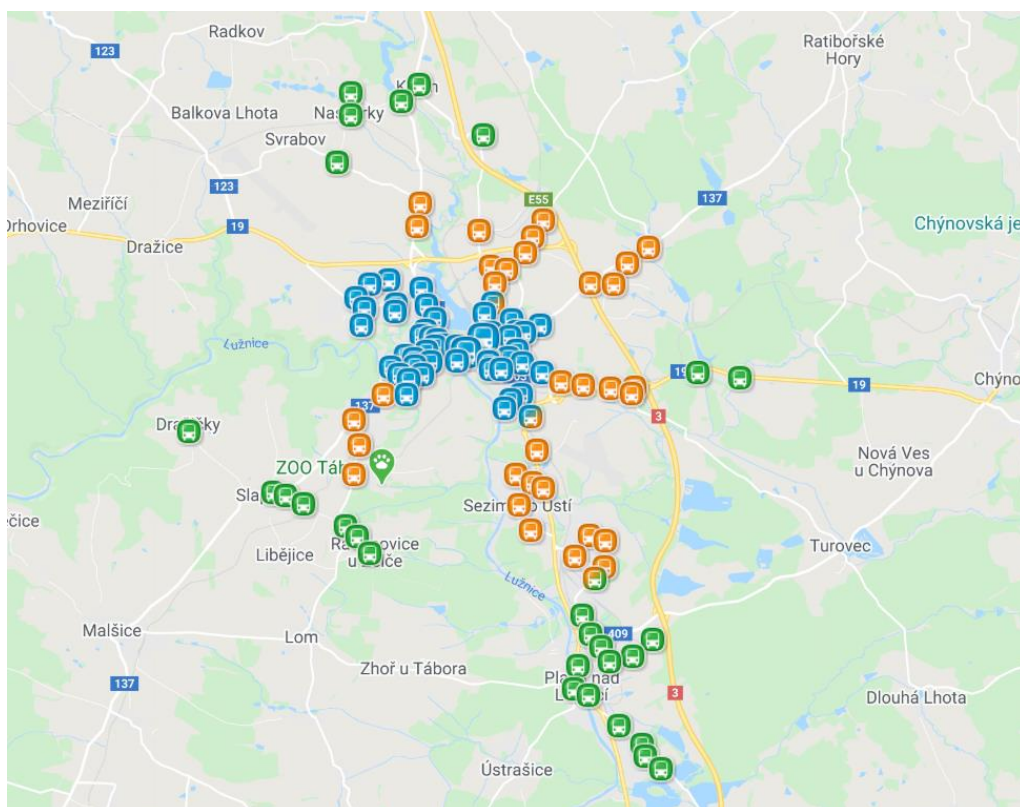 Radkov
Ratibořské
Hory
123
Balkova Lhota
Svrabov
123
137
E55
Meziříčí
19
Chýnovská je
Drhovice
Dražice
Lužnice
19
19
Chýno
137
3
Nová Ves
u Chýnova
ZOO Táb
Sezim
Ústí
ečice
Libějice
Turovec
Lužnice
Malšice
Lom
409
Zhoř u Tábora
137
3
Dlouhá Lhota
Ústrašice